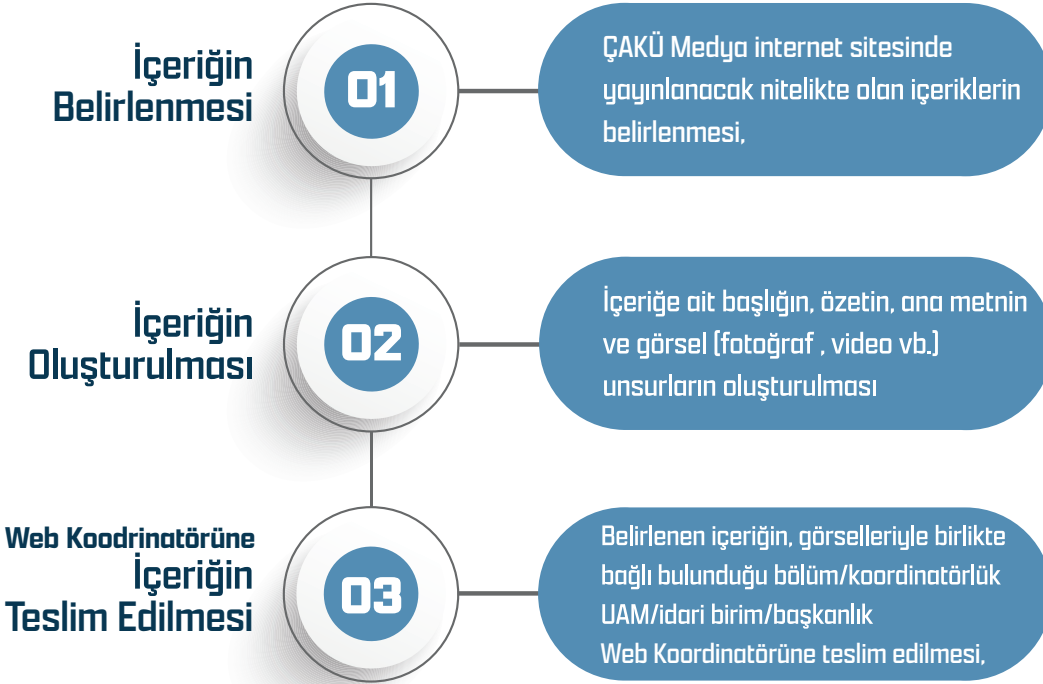 İçeriğin
Belirlenmesi
01
ÇAKÜ Medya internet sitesinde
yayınlanacak nitelikte olan içeriklerin
belirlenmesi,
İçeriğin
Oluşturulması
02
İçeriğe ait başlığın, özetin, ana metnin
ve görsel (fotoğraf , video vb.)
unsurların oluşturulması
Web Koodrinatörüne
İçeriğin
Teslim Edilmesi
03
Belirlenen içeriğin, görselleriyle birlikte
bağlı bulunduğu bölüm/koordinatörlük
UAM/idari birim/başkanlık
Web Koordinatörüne teslim edilmesi,